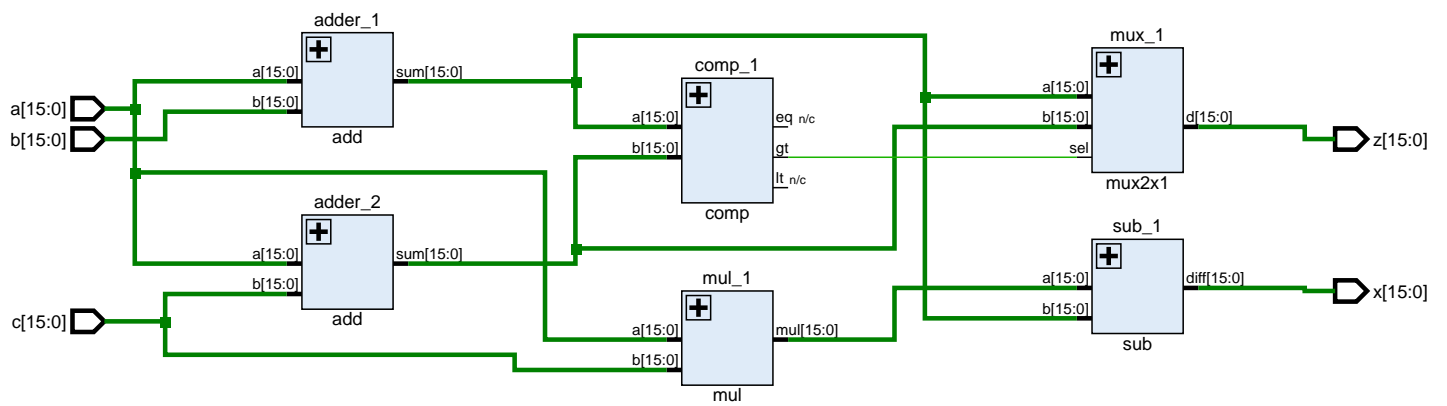 adder_1
a[15:0]
b[15:0]
sum[15:0]
add
a[15:0]
b[15:0]
c[15:0]
adder_2
a[15:0]
b[15:0]
sum[15:0]
add
comp_1
a[15:0]
b[15:0]
eq n/c
gt
lt n/c
comp
mul_1
a[15:0]
b[15:0]
mul[15:0]
mul
mux_1
a[15:0]
b[15:0]
sel
d[15:0]
mux2x1
sub_1
a[15:0]
b[15:0]
diff[15:0]
sub
z[15:0]
x[15:0]